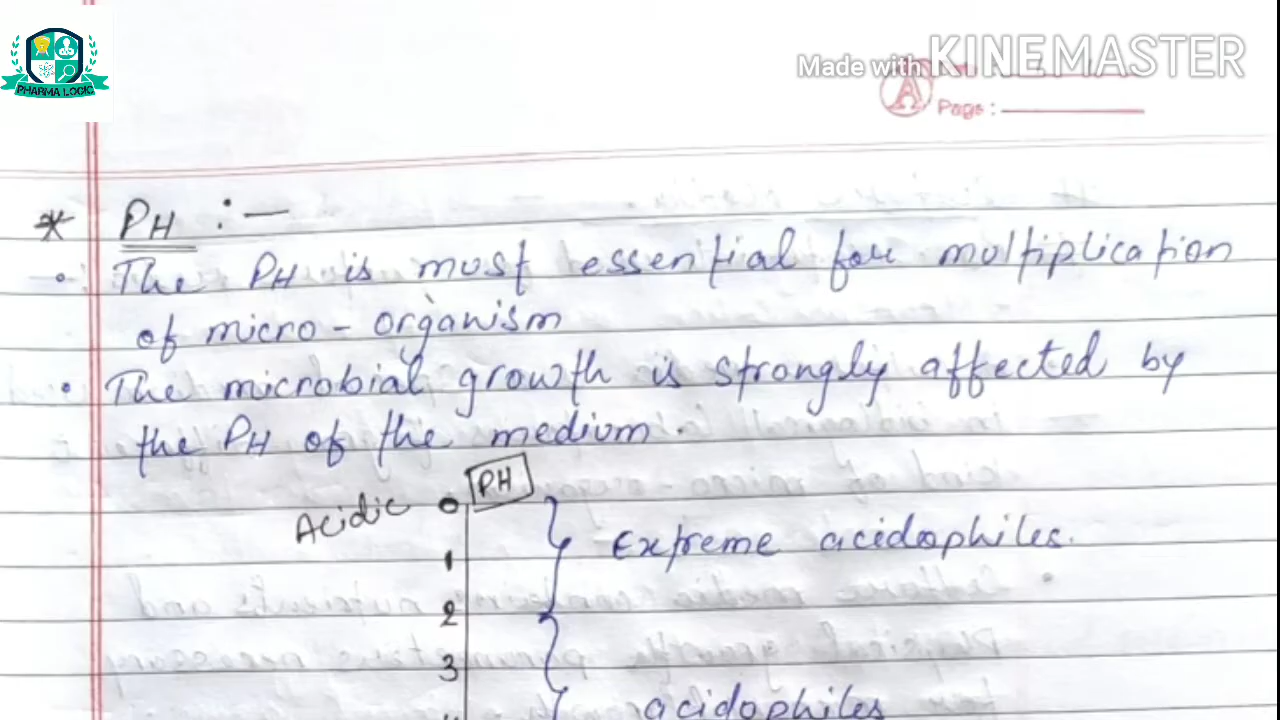 PHARMA LOGIC
Made with KINEMASTER
A
Page :
* PH : —
• The PH is most essential for multiplication
of micro - organism
• The microbial growth is strongly affected by
the PH of the medium.
PH
Acidic 0
Extreme acidophiles.
1
2
3
acidophiles